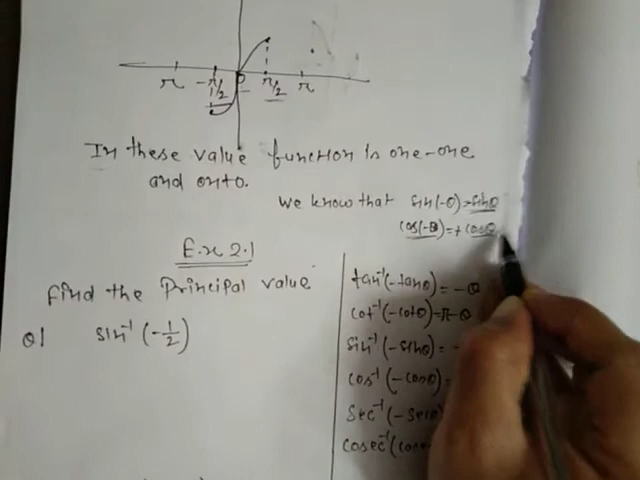 π -π/2 0 π/2 π
In these value function is one-one
and onto.
We know that sin(-θ)=-sinθ
cos(-θ)=+cosθ
Ex 2.1
Find the Principal value
Q1 sin⁻¹(-1/2)
tan⁻¹(-tanθ)=-θ
cot⁻¹(-cotθ)=π-θ
sin⁻¹(-sinθ)=-
cos⁻¹(-cosθ)=
sec⁻¹(-secθ)
cosec⁻¹(cosec